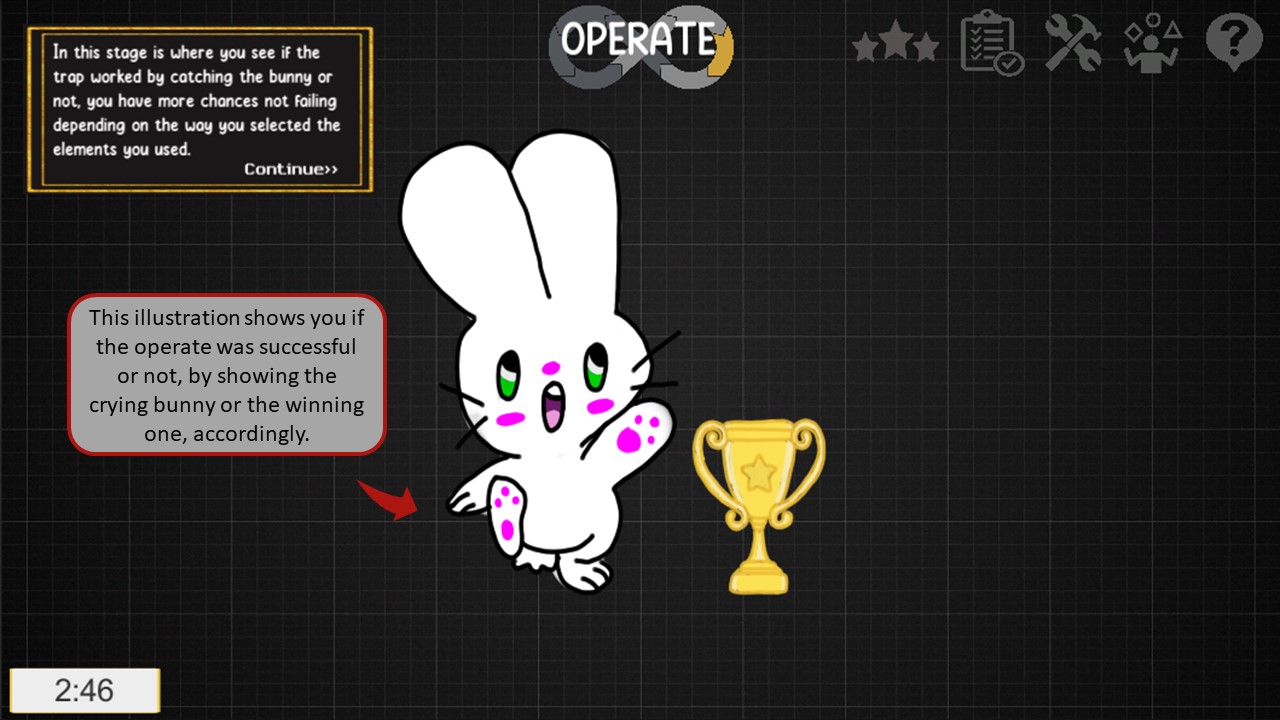 OPERATE
In this stage is where you see if the
trap worked by catching the bunny or
not, you have more chances not failing
depending on the way you selected the
elements you used.
Continue>>
?
This illustration shows you if
the operate was successful
or not, by showing the
crying bunny or the winning
one, accordingly.
2:46